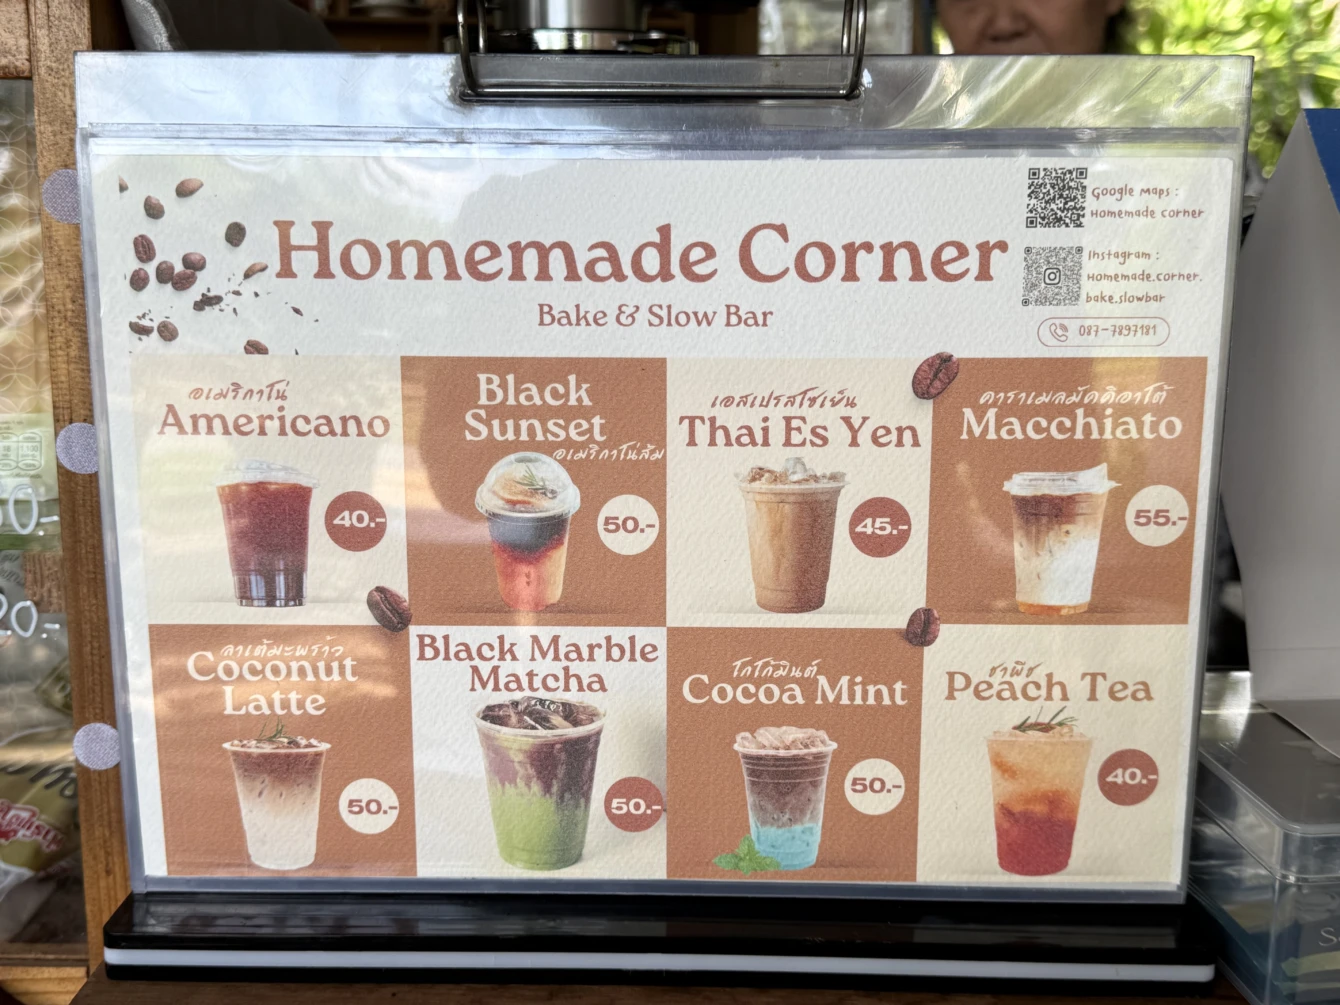 Homemade Corner
Bake & Slow Bar
Google Maps :
Homemade corner
Instagram :
Homemade.corner.
bake.slowbar
087-7897181
อเมริกาโน่
Americano
40.-
Black
Sunset
อเมริกาโน่ส้ม
50.-
เอสเปรสโซเย็น
Thai Es Yen
45.-
คาราเมลมัคคิอาโต้
Macchiato
55.-
ลาเต้มะพร้าว
Coconut
Latte
50.-
Black Marble
Matcha
50.-
โกโก้มินต์
Cocoa Mint
50.-
ชาพีช
Peach Tea
40.-
20.-